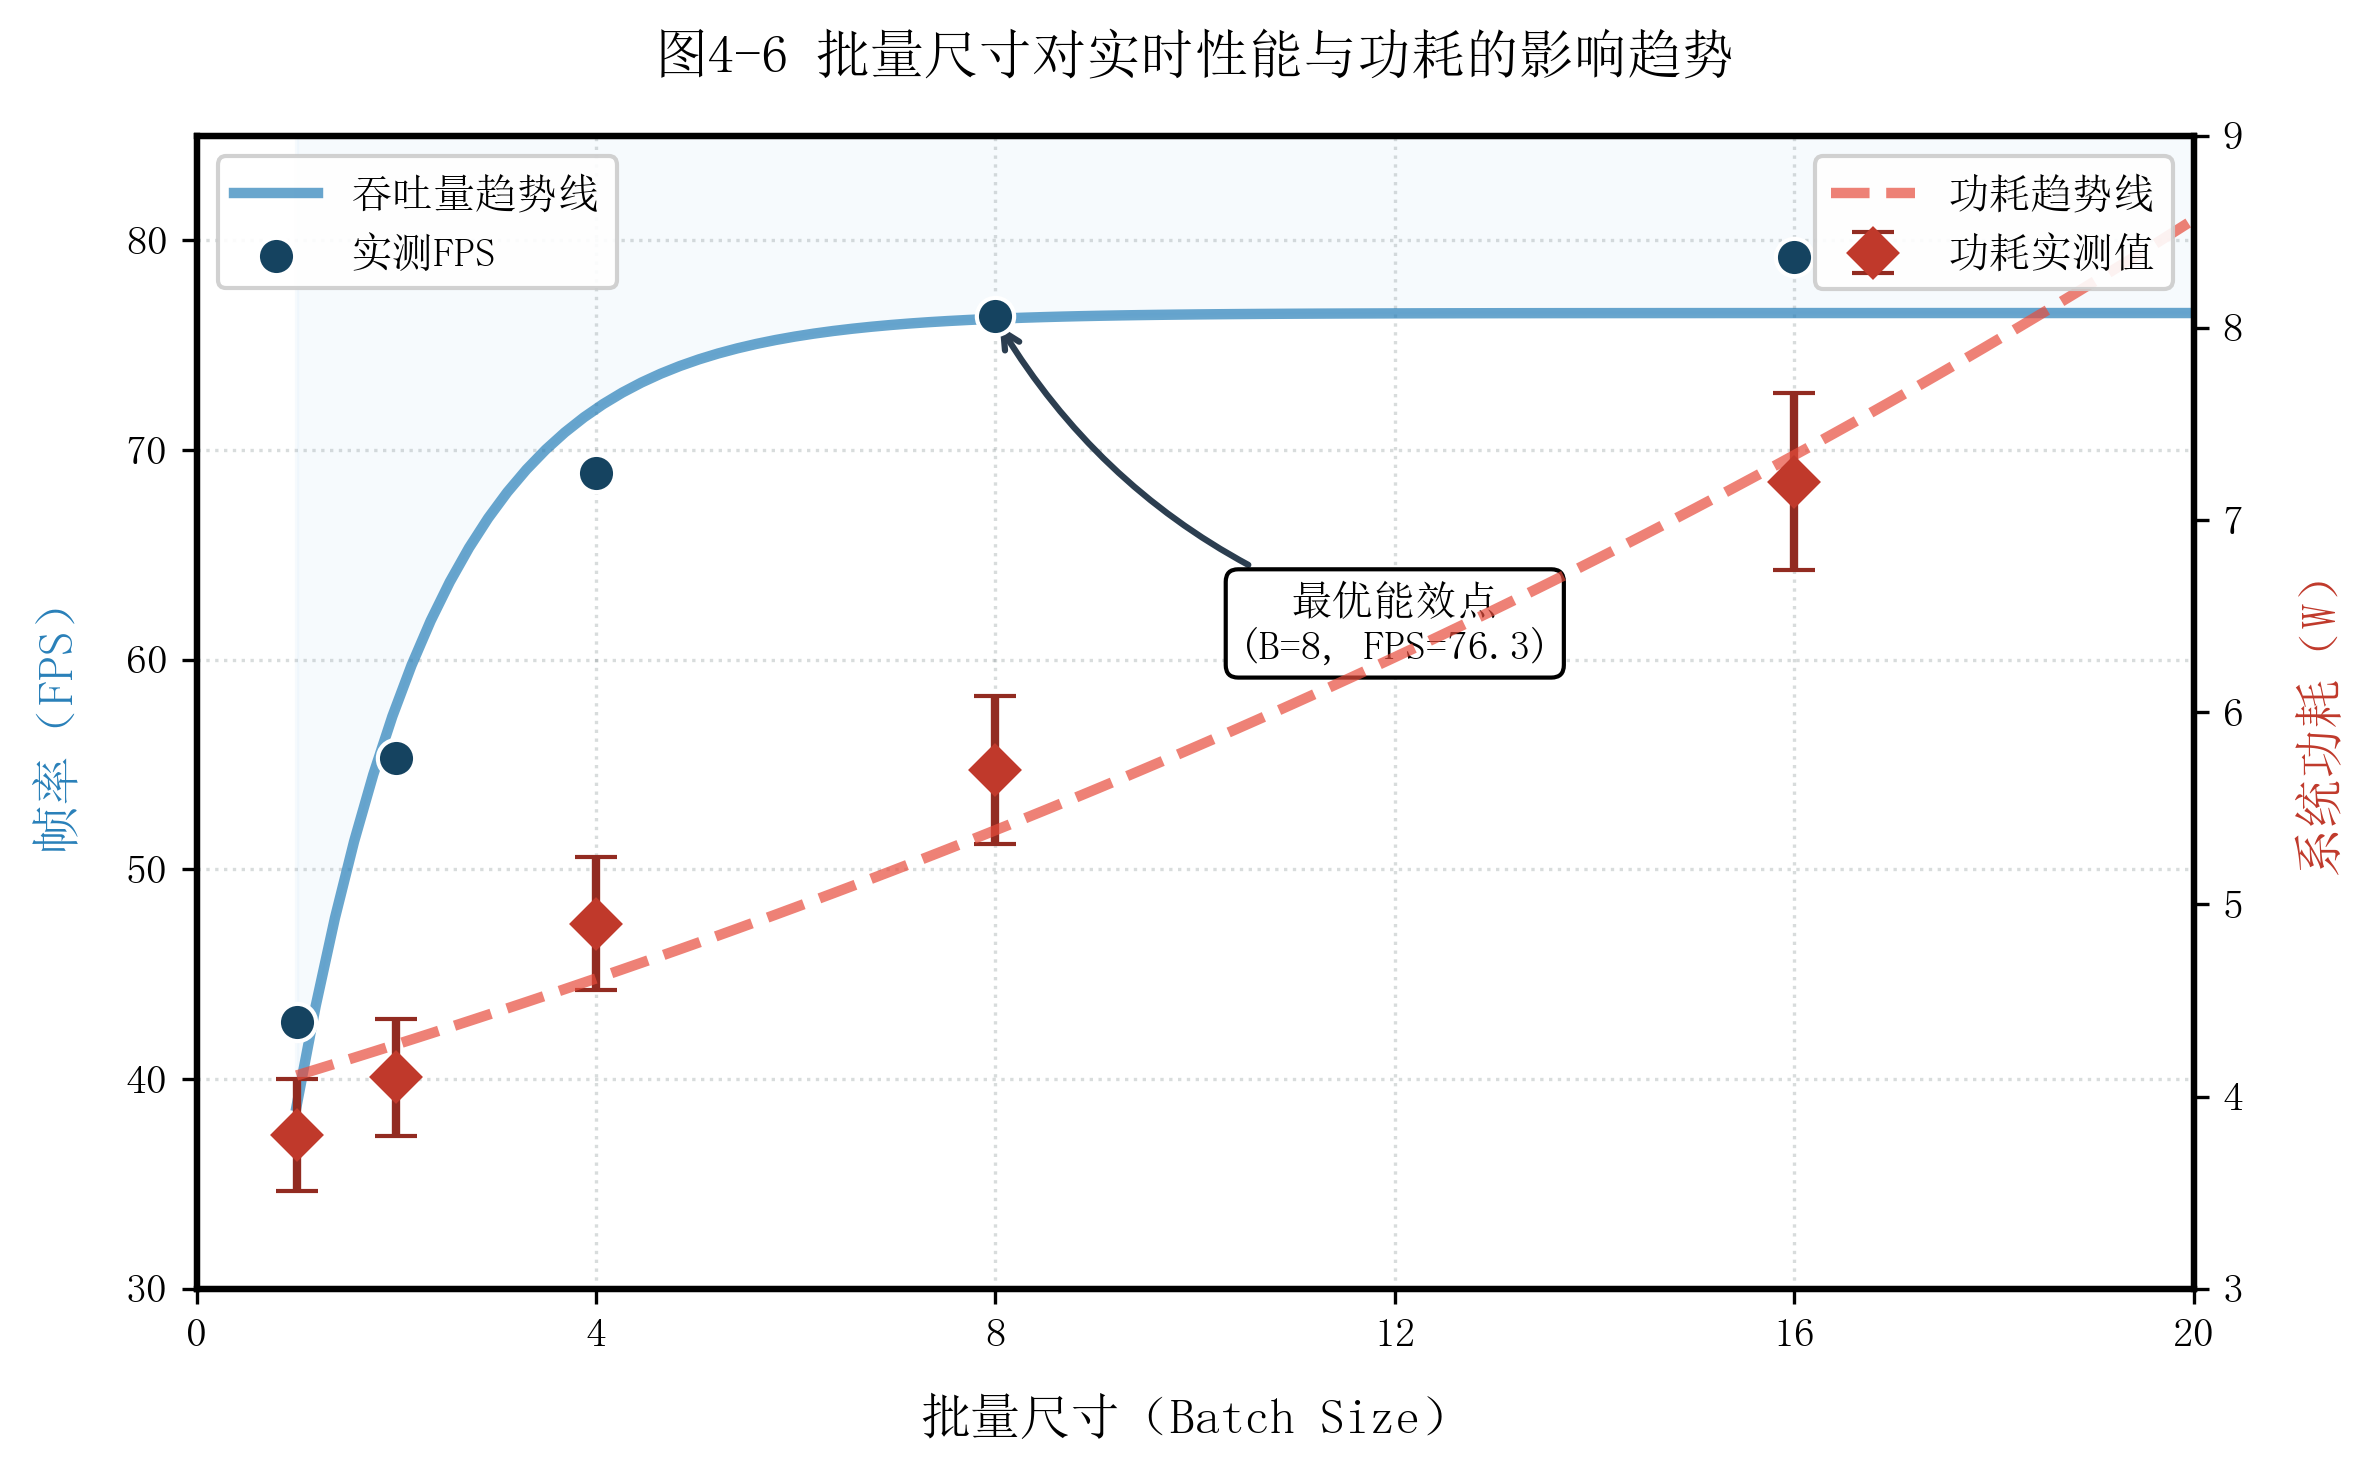 图4-6 批量尺寸对实时性能与功耗的影响趋势
吞吐量趋势线
实测FPS
功耗趋势线
功耗实测值
最优能效点
(B=8, FPS=76.3)
帧率（FPS）
80
70
60
50
40
30
系统功耗（W）
9
8
7
6
5
4
3
0
4
8
12
16
20
批量尺寸（Batch Size）